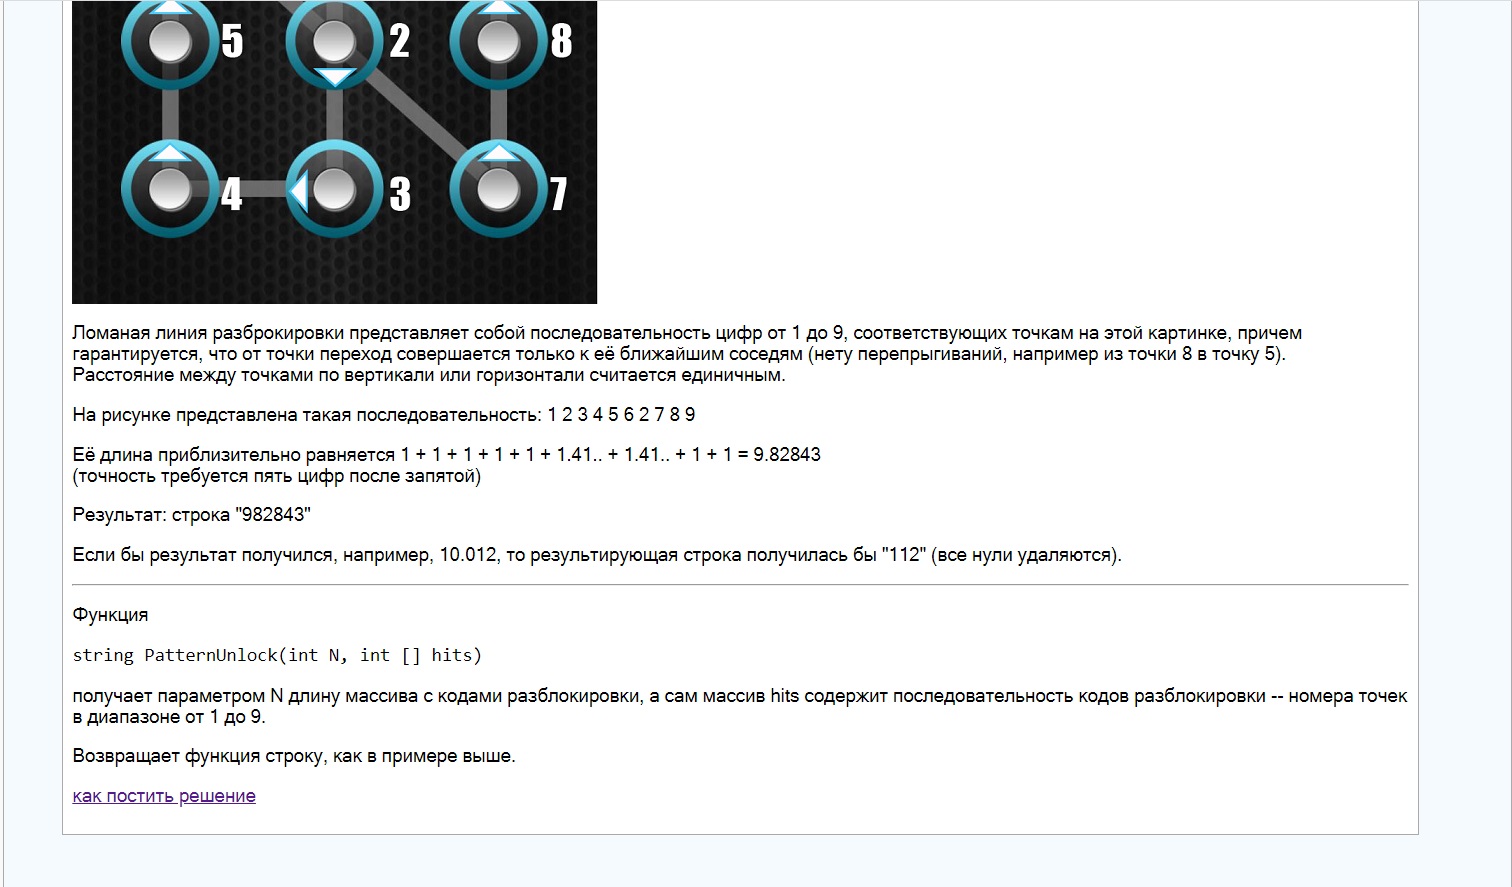 5 2 8
4 3 7
Ломаная линия разброкировки представляет собой последовательность цифр от 1 до 9, соответствующих точкам на этой картинке, причем
гарантируется, что от точки переход совершается только к её ближайшим соседям (нету перепрыгиваний, например из точки 8 в точку 5).
Расстояние между точками по вертикали или горизонтали считается единичным.
На рисунке представлена такая последовательность: 1 2 3 4 5 6 2 7 8 9
Её длина приблизительно равняется 1 + 1 + 1 + 1 + 1 + 1.41.. + 1.41.. + 1 + 1 = 9.82843
(точность требуется пять цифр после запятой)
Результат: строка "982843"
Если бы результат получился, например, 10.012, то результирующая строка получилась бы "112" (все нули удаляются).
Функция
string PatternUnlock(int N, int [] hits)
получает параметром N длину массива с кодами разблокировки, а сам массив hits содержит последовательность кодов разблокировки -- номера точек
в диапазоне от 1 до 9.
Возвращает функция строку, как в примере выше.
как постить решение